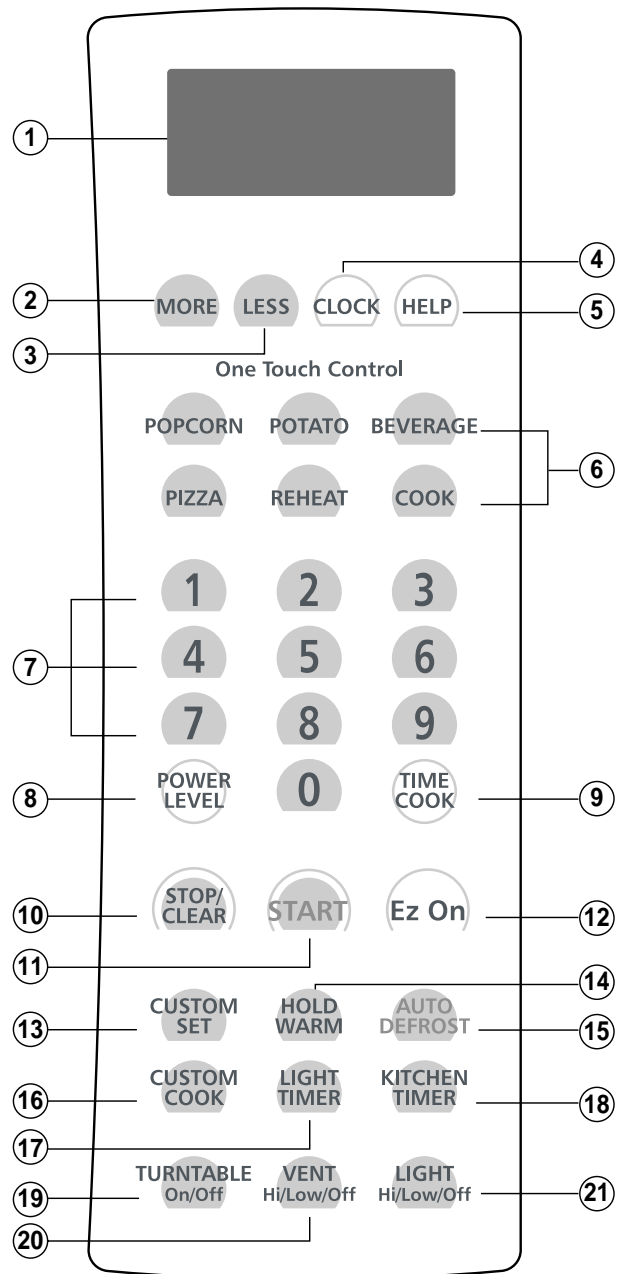 1
4
2 MORE LESS CLOCK HELP 5
3
One Touch Control
POPCORN POTATO BEVERAGE
6
PIZZA REHEAT COOK
1 2 3
7 4 5 6
7 8 9
8 POWER LEVEL 0 TIME COOK 9
10 STOP/ CLEAR START Ez On 12
11
14
13 CUSTOM SET HOLD WARM AUTO DEFROST 15
16 CUSTOM COOK LIGHT TIMER KITCHEN TIMER 18
17
19 TURNTABLE On/Off VENT Hi/Low/Off LIGHT Hi/Low/Off 21
20